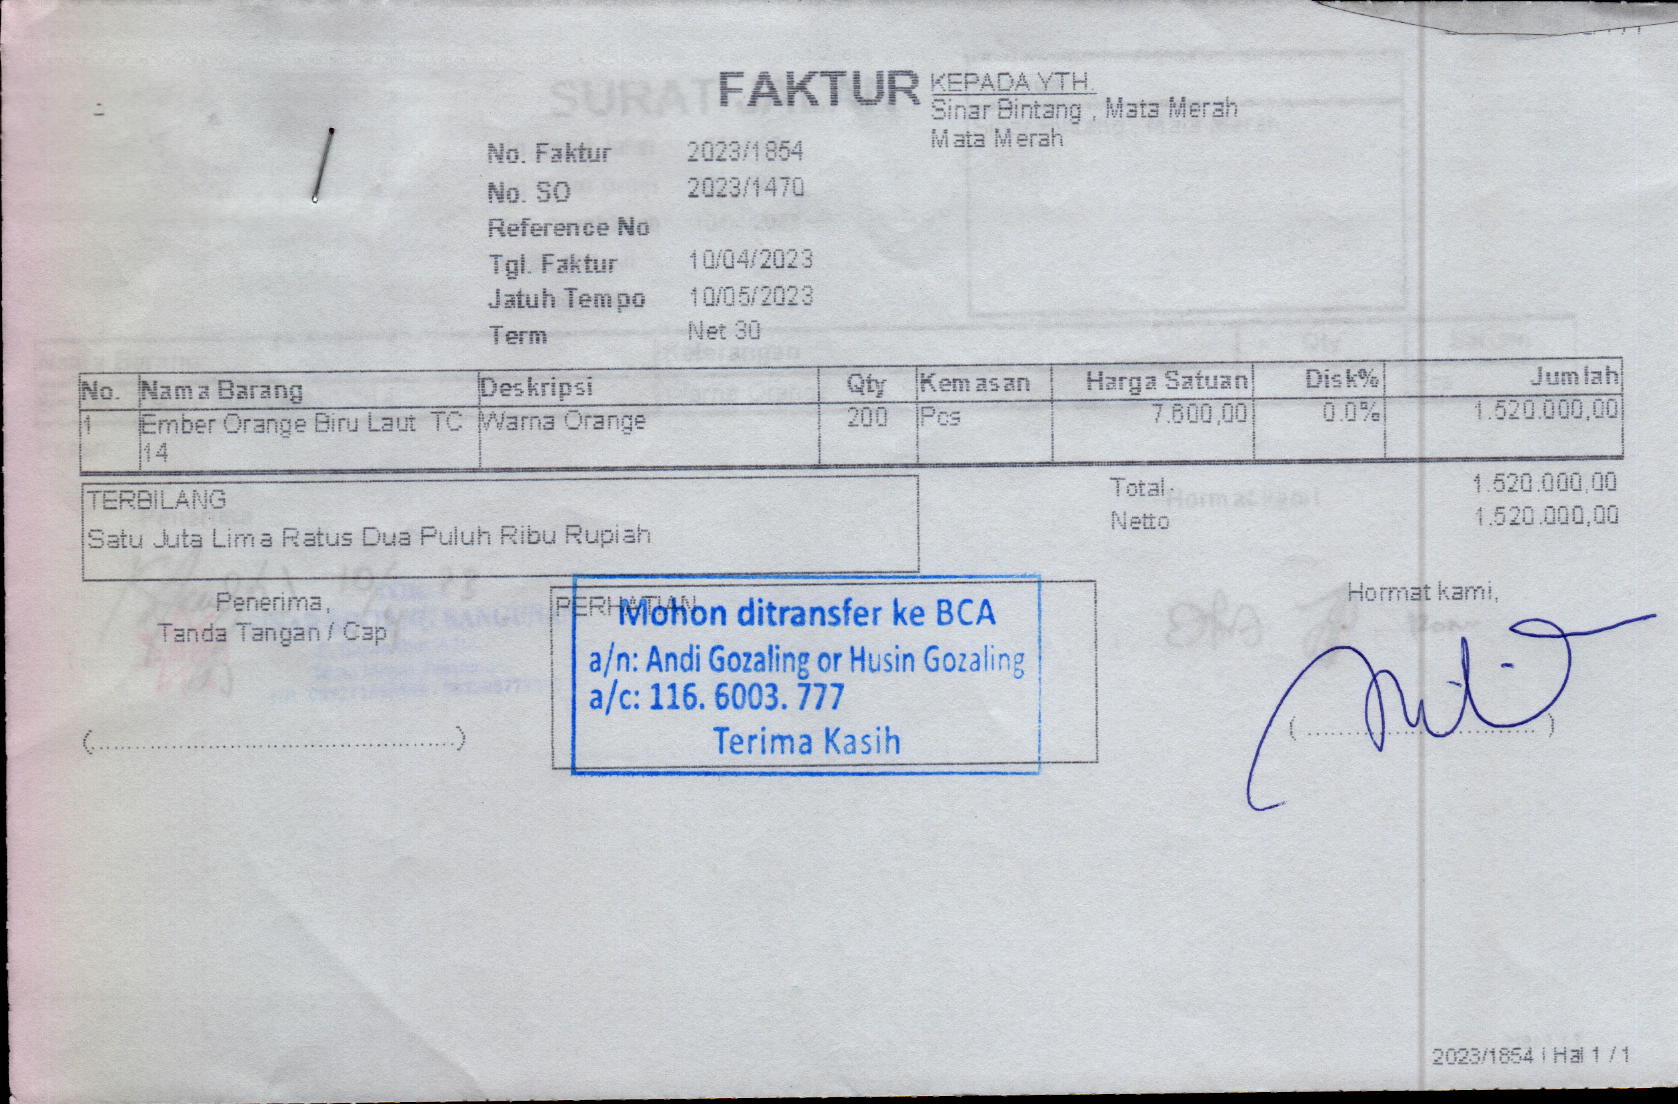 FAKTUR
KEPADA YTH.
Sinar Bintang , Mata Merah
Mata Merah
No. Faktur 2023/1854
No. SO 2023/1470
Reference No
Tgl. Faktur 10/04/2023
Jatuh Tempo 10/05/2023
Term Net 30
No. Nama Barang Deskripsi Qty Kemasan Harga Satuan Disk% Jumlah
1 Ember Orange Biru Laut TC Warna Orange 200 Pcs 7.600,00 0.0% 1.520.000,00
14
TERBILANG
Satu Juta Lima Ratus Dua Puluh Ribu Rupiah
Total 1.520.000,00
Netto 1.520.000,00
Penerima,
Tanda Tangan / Cap
(..............................................)
PERHATIAN
Mohon ditransfer ke BCA
a/n: Andi Gozaling or Husin Gozaling
a/c: 116. 6003. 777
Terima Kasih
Hormat kami,
( ............................. )
2023/1854 | Hal 1 / 1